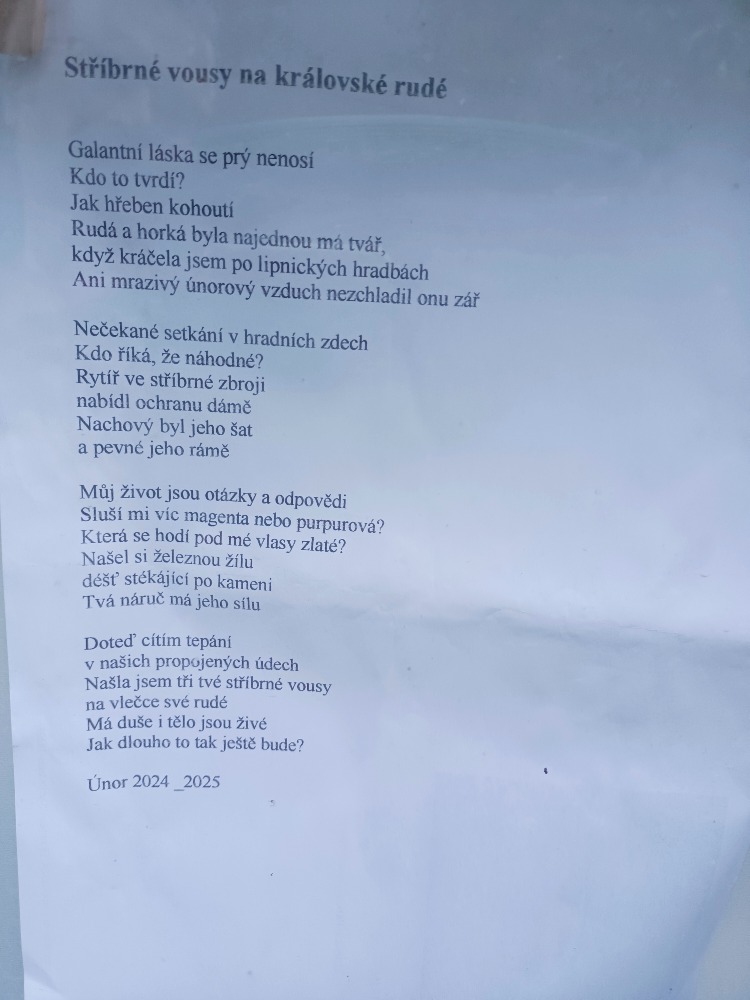 Stříbrné vousy na královské rudé
Galantní láska se prý nenosí
Kdo to tvrdí?
Jak hřeben kohoutí
Rudá a horká byla najednou má tvář,
když kráčela jsem po lipnických hradbách
Ani mrazivý únorový vzduch nezchladil onu zář
Nečekané setkání v hradních zdech
Kdo říká, že náhodné?
Rytíř ve stříbrné zbroji
nabídl ochranu dámě
Nachový byl jeho šat
a pevné jeho rámě
Můj život jsou otázky a odpovědi
Sluší mi víc magenta nebo purpurová?
Která se hodí pod mé vlasy zlaté?
Našel si železnou žílu
déšť stékající po kameni
Tvá náruč má jeho sílu
Doteď cítím tepání
v našich propojených údech
Našla jsem tři tvé stříbrné vousy
na vlečce své rudé
Má duše i tělo jsou živé
Jak dlouho to tak ještě bude?
Únor 2024 _2025